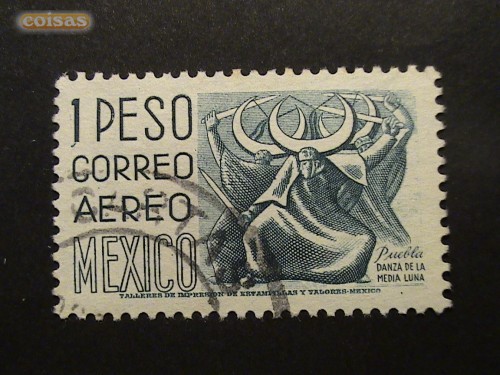 coisas
1 PESO
CORREO
AEREO
MEXICO
Puebla
DANZA DE LA
MEDIA LUNA
TALLERES DE IMPRESION DE ESTAMPILLAS Y VALORES-MEXICO